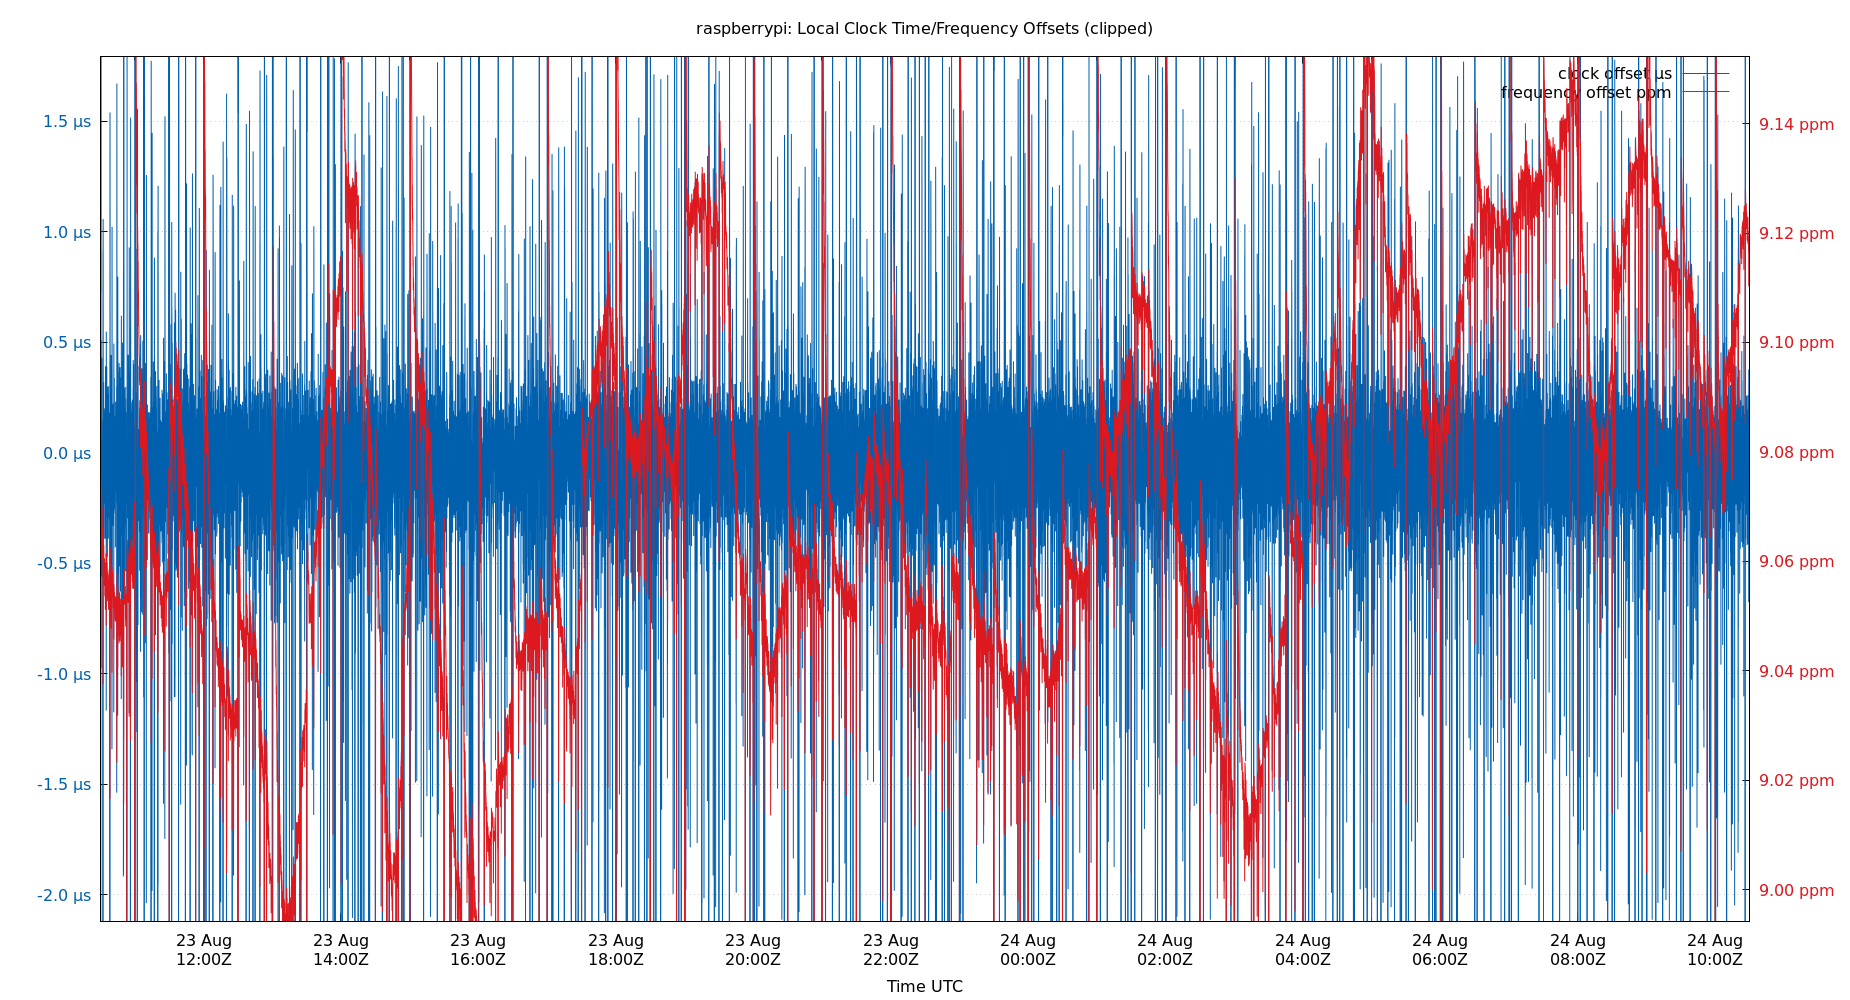 raspberrypi: Local Clock Time/Frequency Offsets (clipped)
clock offset µs
frequency offset ppm
1.5 µs
1.0 µs
0.5 µs
0.0 µs
-0.5 µs
-1.0 µs
-1.5 µs
-2.0 µs
9.14 ppm
9.12 ppm
9.10 ppm
9.08 ppm
9.06 ppm
9.04 ppm
9.02 ppm
9.00 ppm
23 Aug 23 Aug 23 Aug 23 Aug 23 Aug 23 Aug 24 Aug 24 Aug 24 Aug 24 Aug 24 Aug 24 Aug
12:00Z 14:00Z 16:00Z 18:00Z 20:00Z 22:00Z 00:00Z 02:00Z 04:00Z 06:00Z 08:00Z 10:00Z
Time UTC